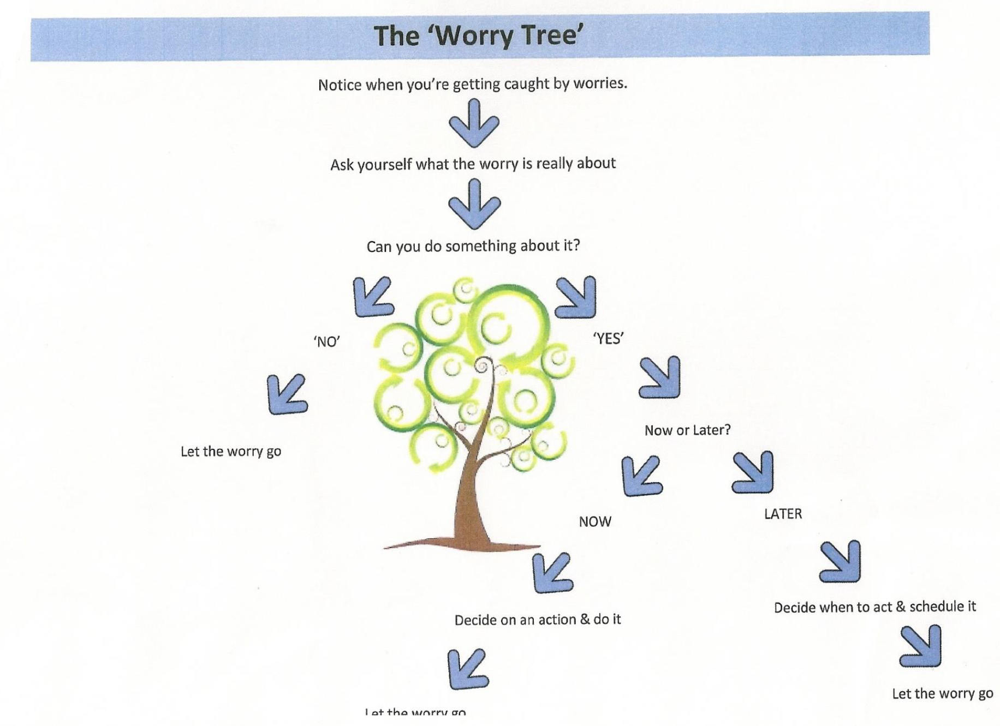 The ‘Worry Tree’
Notice when you’re getting caught by worries.
Ask yourself what the worry is really about
Can you do something about it?
‘NO’
‘YES’
Let the worry go
Now or Later?
NOW
LATER
Decide on an action & do it
Decide when to act & schedule it
Let the worry go
Let the worry go